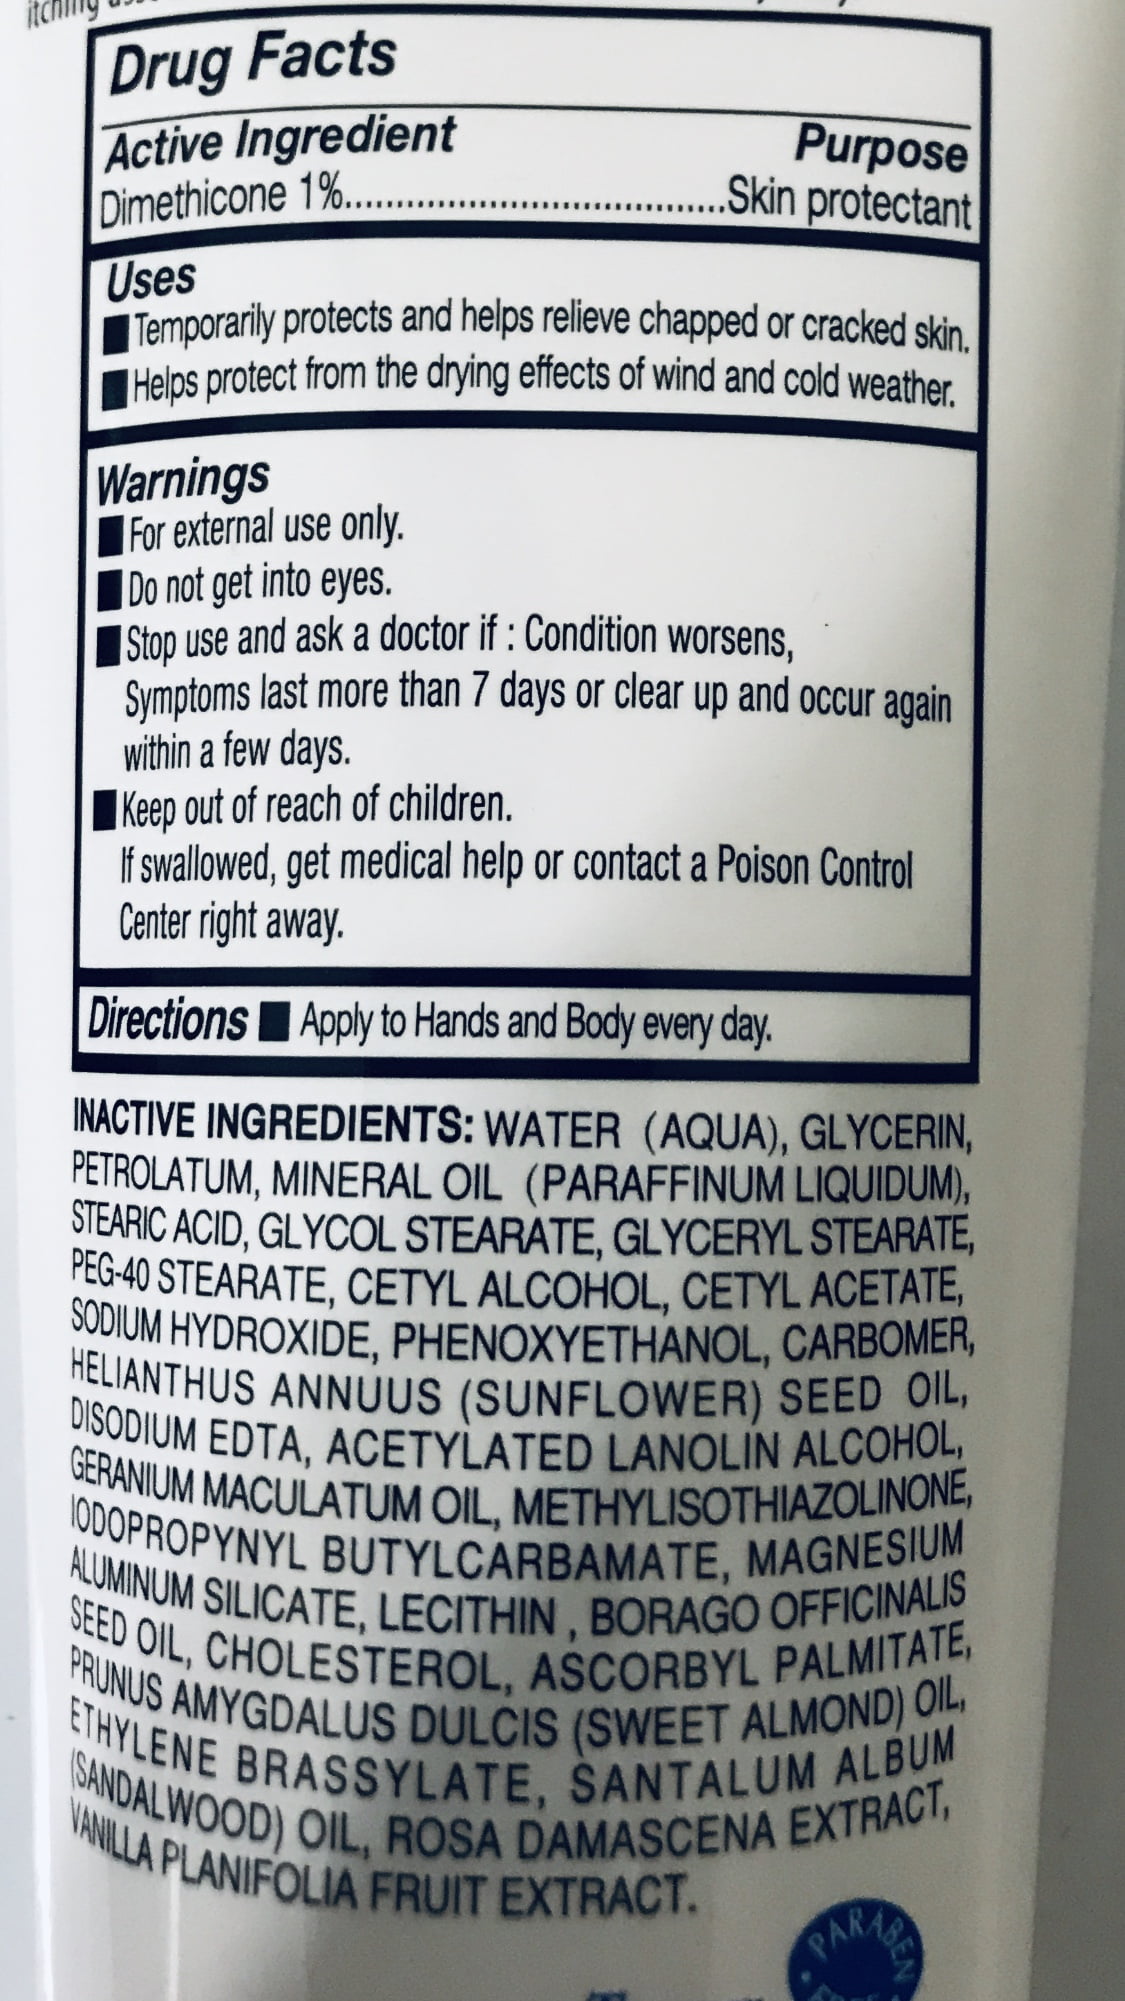 itching
Drug Facts
Active Ingredient Purpose
Dimethicone 1%......................................Skin protectant
Uses
■ Temporarily protects and helps relieve chapped or cracked skin.
■ Helps protect from the drying effects of wind and cold weather.
Warnings
■ For external use only.
■ Do not get into eyes.
■ Stop use and ask a doctor if : Condition worsens,
Symptoms last more than 7 days or clear up and occur again
within a few days.
■ Keep out of reach of children.
If swallowed, get medical help or contact a Poison Control
Center right away.
Directions ■ Apply to Hands and Body every day.
INACTIVE INGREDIENTS: WATER (AQUA), GLYCERIN,
PETROLATUM, MINERAL OIL (PARAFFINUM LIQUIDUM),
STEARIC ACID, GLYCOL STEARATE, GLYCERYL STEARATE,
PEG-40 STEARATE, CETYL ALCOHOL, CETYL ACETATE,
SODIUM HYDROXIDE, PHENOXYETHANOL, CARBOMER,
HELIANTHUS ANNUUS (SUNFLOWER) SEED OIL,
DISODIUM EDTA, ACETYLATED LANOLIN ALCOHOL,
GERANIUM MACULATUM OIL, METHYLISOTHIAZOLINONE,
IODOPROPYNYL BUTYLCARBAMATE, MAGNESIUM
ALUMINUM SILICATE, LECITHIN , BORAGO OFFICINALIS
SEED OIL, CHOLESTEROL, ASCORBYL PALMITATE,
PRUNUS AMYGDALUS DULCIS (SWEET ALMOND) OIL,
ETHYLENE BRASSYLATE, SANTALUM ALBUM
(SANDALWOOD) OIL, ROSA DAMASCENA EXTRACT,
VANILLA PLANIFOLIA FRUIT EXTRACT.
PARABEN